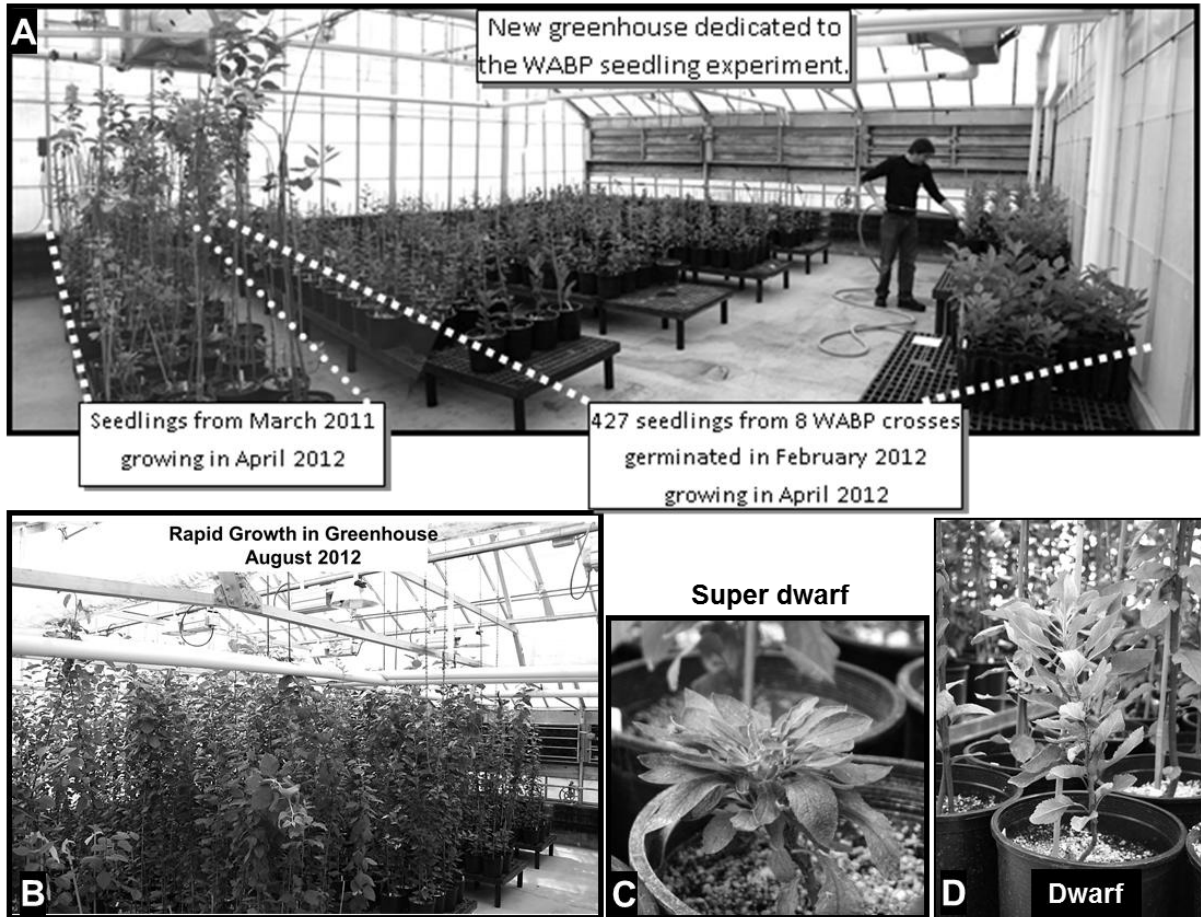 A
New greenhouse dedicated to
the WABP seedling experiment.
Seedlings from March 2011
growing in April 2012
427 seedlings from 8 WABP crosses
germinated in February 2012
growing in April 2012
Rapid Growth in Greenhouse
August 2012
B
Super dwarf
C
D
Dwarf